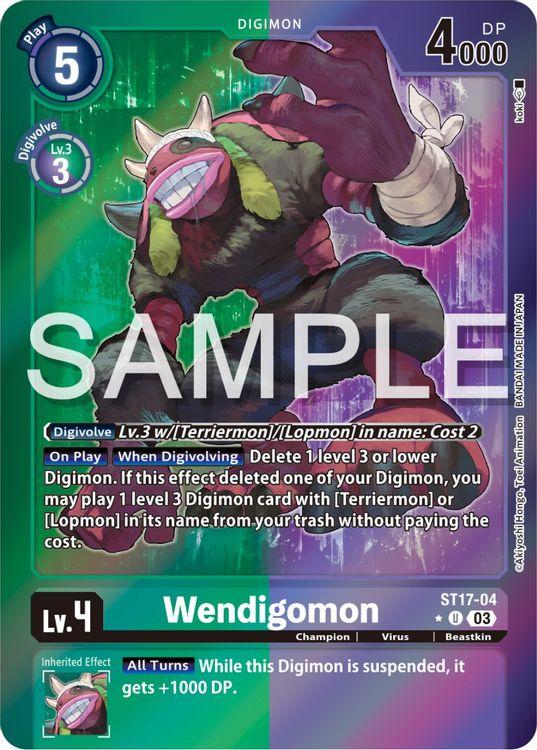 DIGIMON
Play
5
DP
4000
Digivolve
Lv.3
3
koki
SAMPLE
Digivolve Lv.3 w/[Terriermon]/[Lopmon] in name: Cost 2
On Play When Digivolving Delete 1 level 3 or lower
Digimon. If this effect deleted one of your Digimon, you
may play 1 level 3 Digimon card with [Terriermon] or
[Lopmon] in its name from your trash without paying the
cost.
©Akiyoshi Hongo, Toei Animation BANDAI MADE IN JAPAN
Lv.4
Wendigomon
ST17-04
U 03
Champion | Virus | Beastkin
Inherited Effect
All Turns While this Digimon is suspended, it
gets +1000 DP.